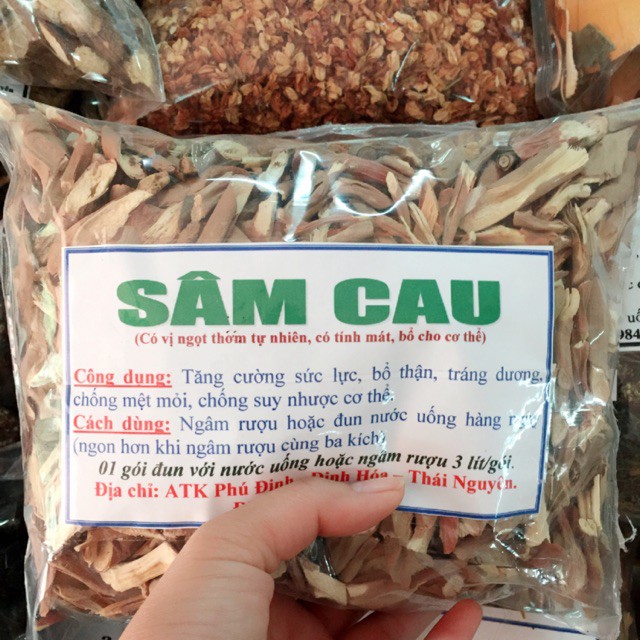 SÂM CAU
(Có vị ngọt thơm tự nhiên, có tính mát, bổ cho cơ thể)
Công dụng: Tăng cường sức lực, bổ thận, tráng dương,
chống mệt mỏi, chống suy nhược cơ thể.
Cách dùng: Ngâm rượu hoặc đun nước uống hàng
(ngon hơn khi ngâm rượu cùng ba kích)
01 gói đun với nước uống hoặc ngâm rượu 3 lít/gói.
Địa chỉ: ATK Phú Đình - Định Hóa - Thái Nguyên.